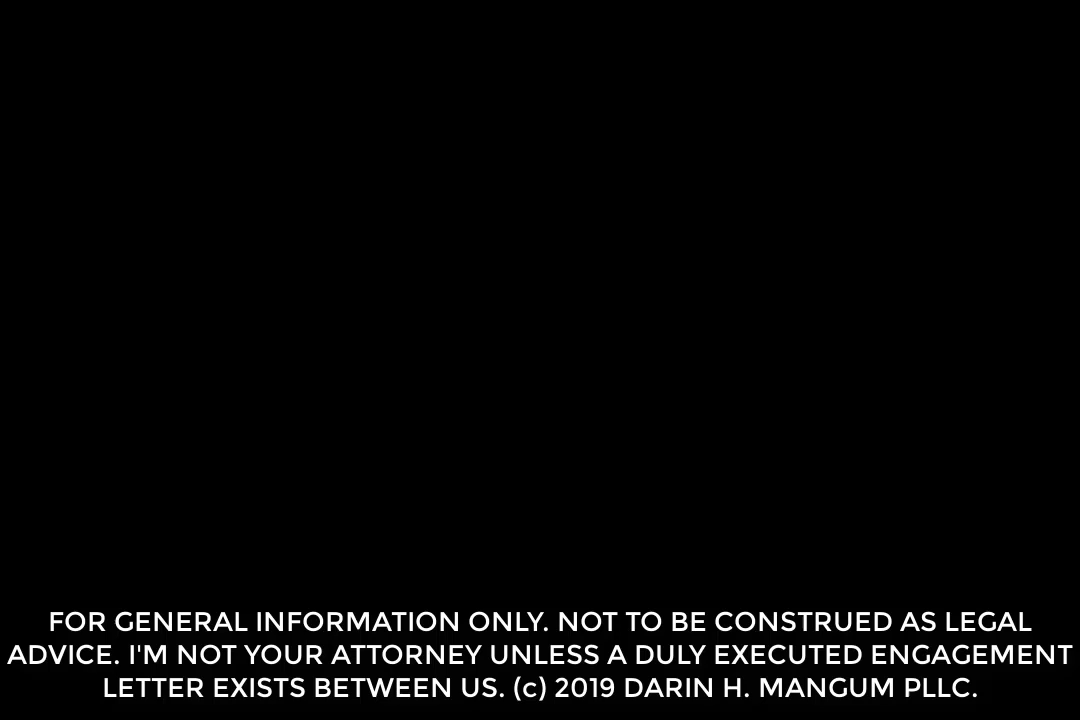 FOR GENERAL INFORMATION ONLY. NOT TO BE CONSTRUED AS LEGAL
ADVICE. I'M NOT YOUR ATTORNEY UNLESS A DULY EXECUTED ENGAGEMENT
LETTER EXISTS BETWEEN US. (c) 2019 DARIN H. MANGUM PLLC.